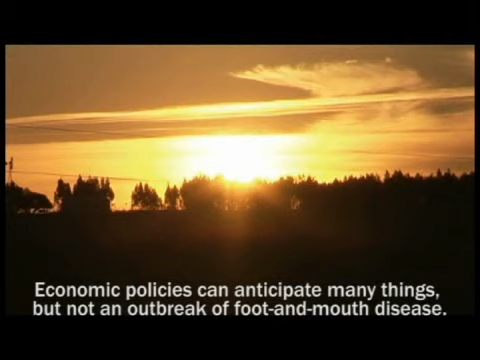 Economic policies can anticipate many things,
but not an outbreak of foot-and-mouth disease.